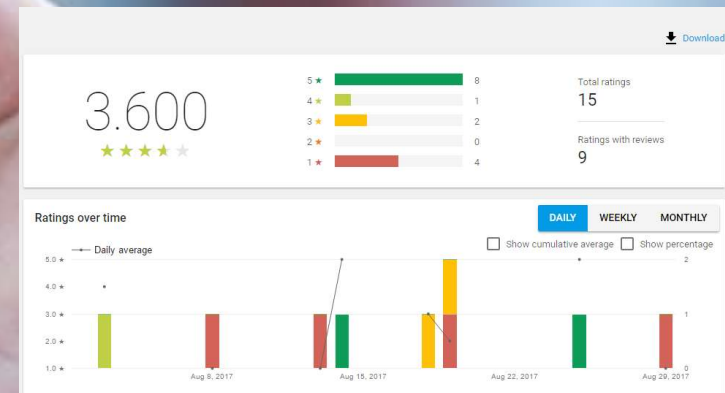 Download
3.600
5 ★ 8
4 ★ 1
3 ★ 2
2 ★ 0
1 ★ 4
Total ratings
15
Ratings with reviews
9
Ratings over time
DAILY WEEKLY MONTHLY
Daily average
Show cumulative average Show percentage
5.0 ★ 2
4.0 ★
3.0 ★ 1
2.0 ★
1.0 ★ 0
Aug 8, 2017 Aug 15, 2017 Aug 22, 2017 Aug 29, 2017